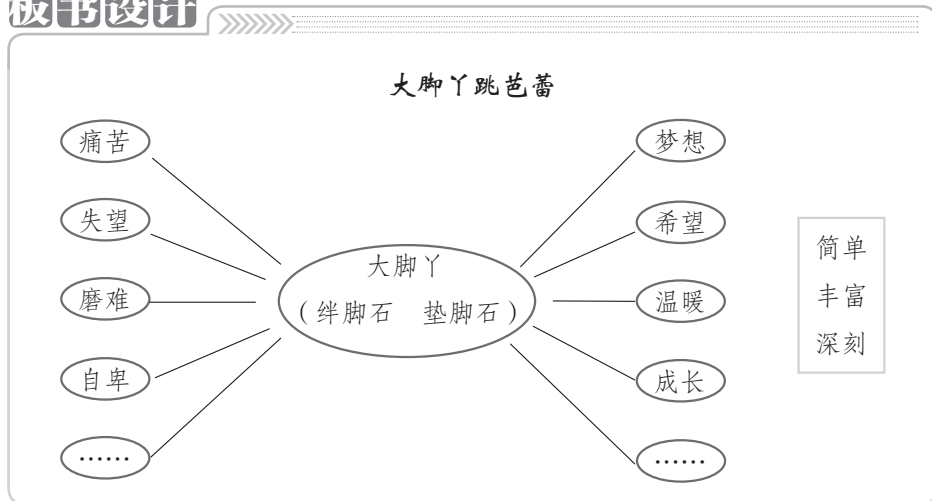 板书设计
大脚丫跳芭蕾
痛苦
失望
磨难
自卑
……
大脚丫
（绊脚石 垫脚石）
梦想
希望
温暖
成长
……
简单
丰富
深刻